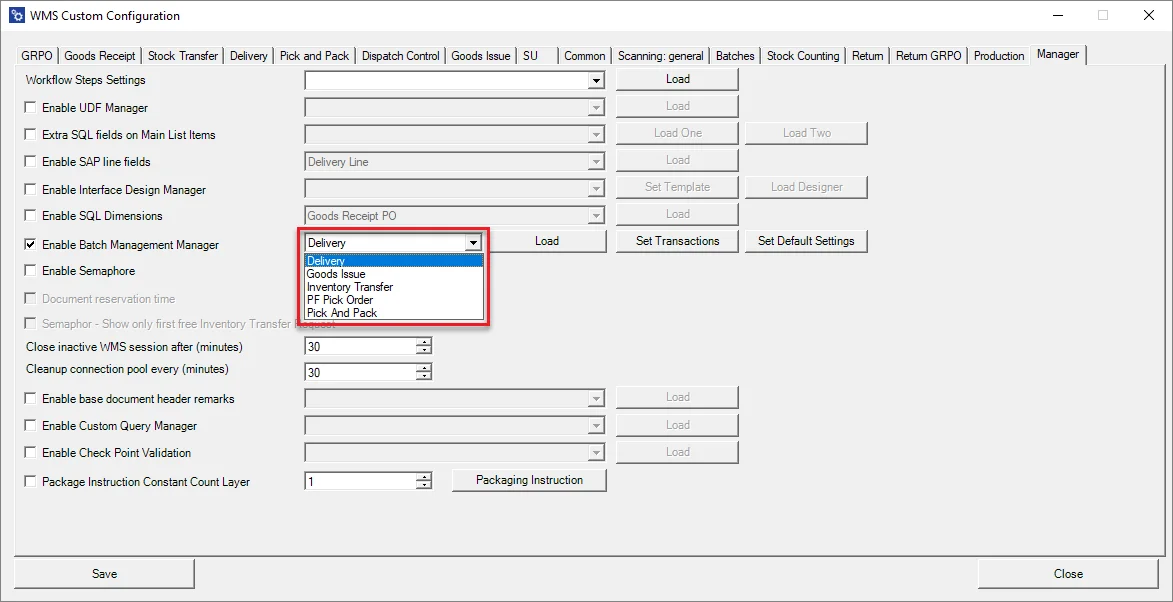 WMS Custom Configuration
GRPO Goods Receipt Stock Transfer Delivery Pick and Pack Dispatch Control Goods Issue SU Common Scanning: general Batches Stock Counting Return Return GRPO Production Manager
Workflow Steps Settings Load
Enable UDF Manager Load
Extra SQL fields on Main List Items Load One Load Two
Enable SAP line fields Delivery Line Load
Enable Interface Design Manager Set Template Load Designer
Enable SQL Dimensions Goods Receipt PO Load
Enable Batch Management Manager Delivery Load Set Transactions Set Default Settings
Delivery
Enable Semaphore Goods Issue
Inventory Transfer
Document reservation time PF Pick Order
Pick And Pack
Semaphor - Show only first free Inventory Transfer Request
Close inactive WMS session after (minutes) 30
Cleanup connection pool every (minutes) 30
Enable base document header remarks Load
Enable Custom Query Manager Load
Enable Check Point Validation Load
Package Instruction Constant Count Layer 1 Packaging Instruction
Save Close